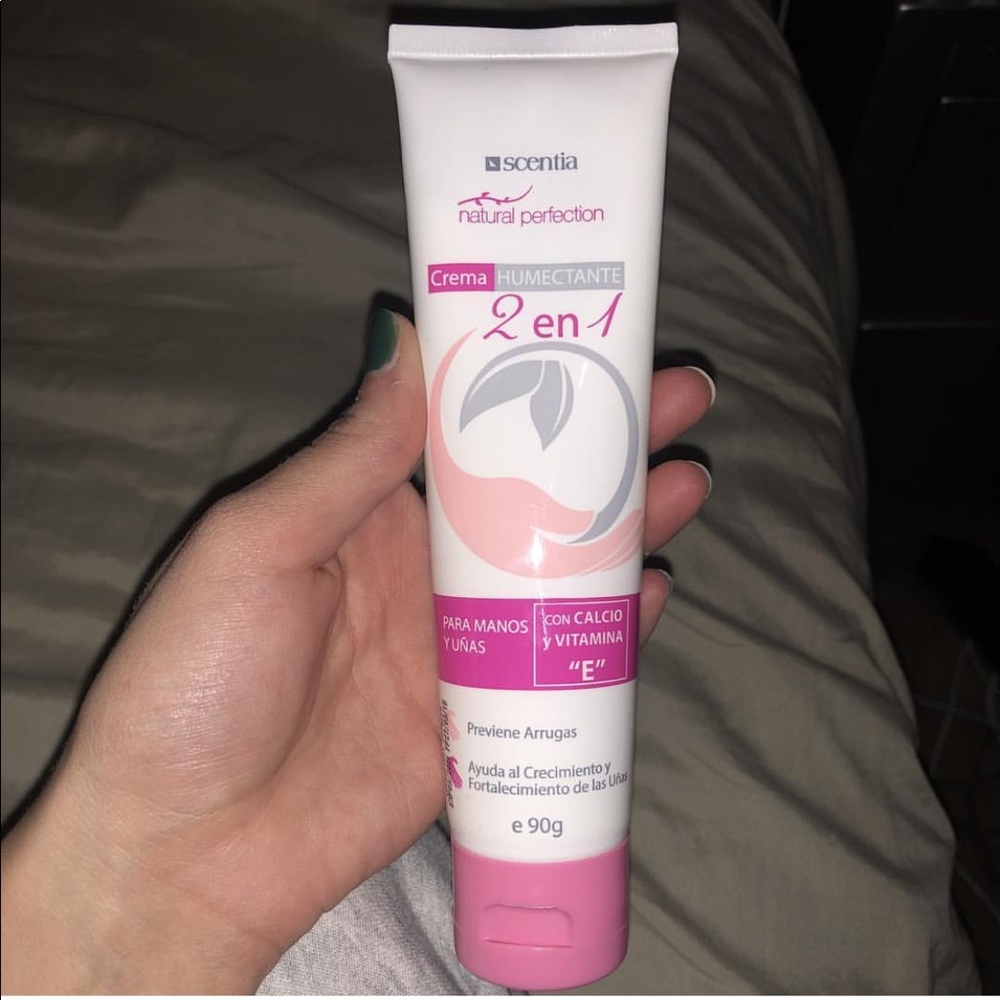 scentia
natural perfection
Crema HUMECTANTE
2 en 1
PARA MANOS
Y UÑAS
CON CALCIO
y VITAMINA
“E”
Previene Arrugas
Ayuda al Crecimiento y
Fortalecimiento de las Uñas
e 90g